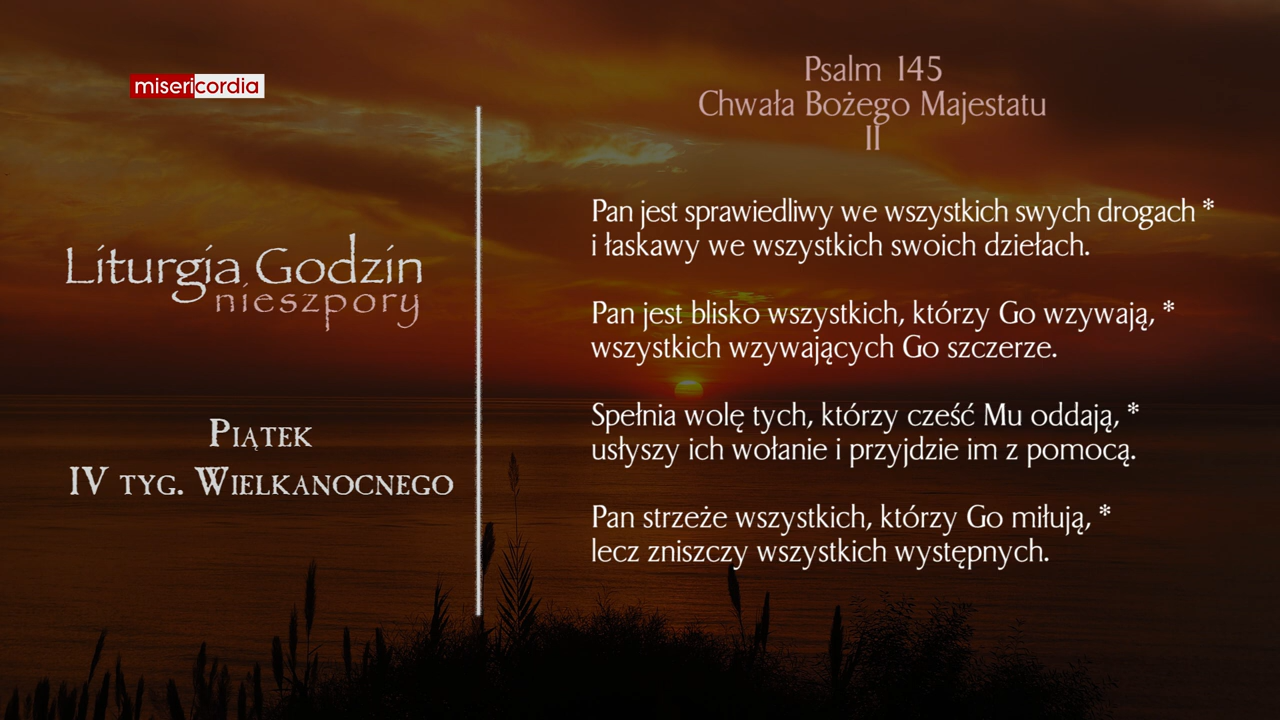 misericordia
Liturgia Godzin
nieszpory
Piątek
IV tyg. Wielkanocnego
Psalm 145
Chwała Bożego Majestatu
II
Pan jest sprawiedliwy we wszystkich swych drogach *
i łaskawy we wszystkich swoich dziełach.
Pan jest blisko wszystkich, którzy Go wzywają, *
wszystkich wzywających Go szczerze.
Spełnia wolę tych, którzy cześć Mu oddają, *
usłyszy ich wołanie i przyjdzie im z pomocą.
Pan strzeże wszystkich, którzy Go miłują, *
lecz zniszczy wszystkich występnych.